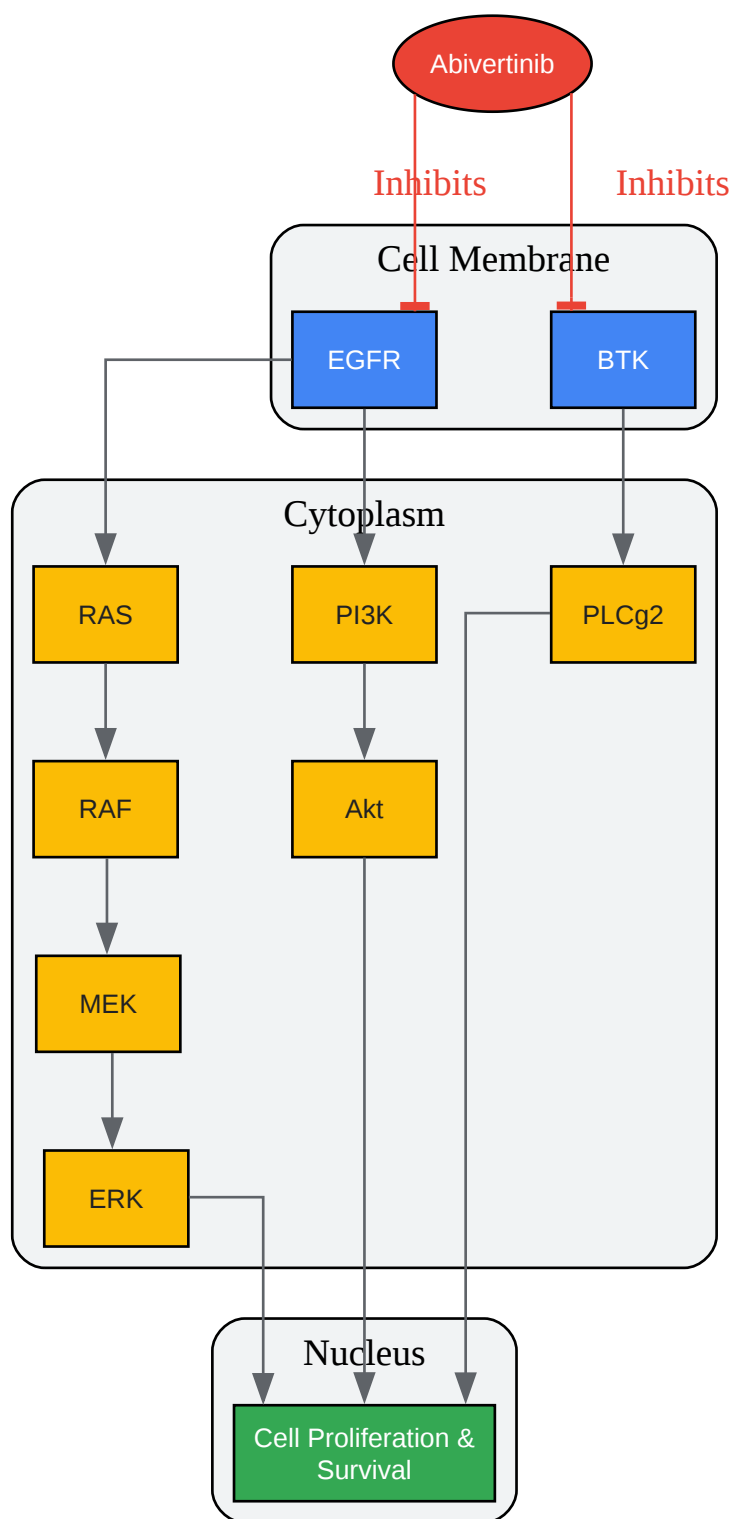 Abivertinib
Inhibits
Inhibits
Cell Membrane
EGFR
BTK
Cytoplasm
RAS
PI3K
PLCg2
RAF
Akt
MEK
ERK
Nucleus
Cell Proliferation &
Survival